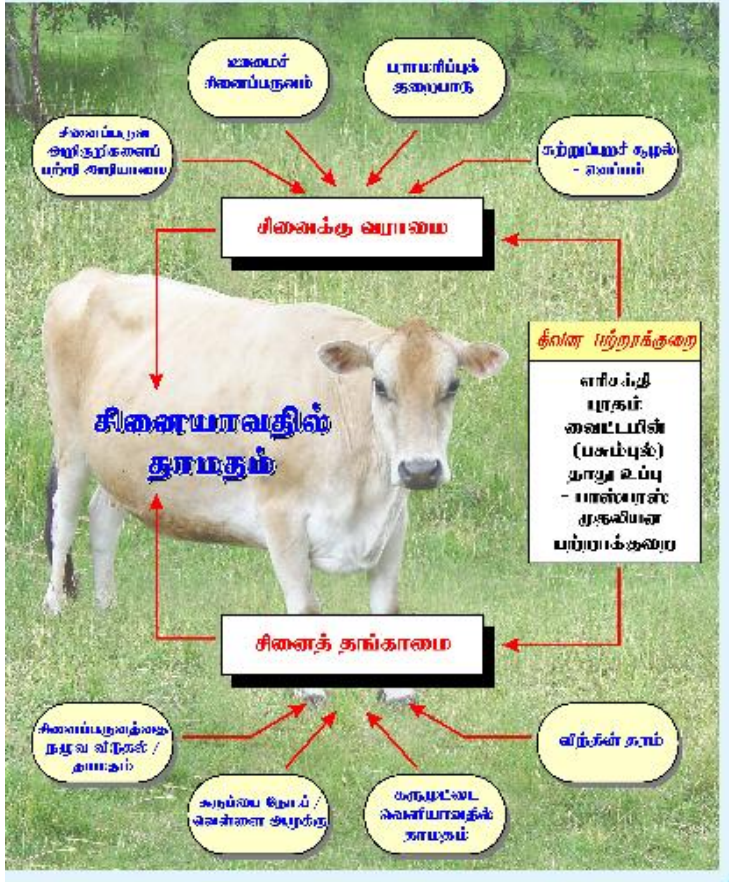 ஊமைச்
சினைப்பருவம்
பராமரிப்புக்
குறைபாடு
சினைப்பருவ
அறிகுறிகளைப்
பற்றி அறியாமை
சுற்றுப்புறச் சூழல்
- வெப்பம்
சினைக்கு வராமை
தீவன பற்றாக்குறை
எரிசக்தி
புரதம்
வைட்டமின்
(பசும்புல்)
தாது உப்பு
- பாஸ்பரஸ்
முதலியன
பற்றாக்குறை
சினையாவதில்
தாமதம்
சினைத் தங்காமை
சினைப்பருவத்தை
நழுவ விடுதல் /
தாமதம்
விந்தின் தரம்
கருப்பை நோய் /
வெள்ளை அழுக்கு
கருமுட்டை
வெளியாவதில்
தாமதம்